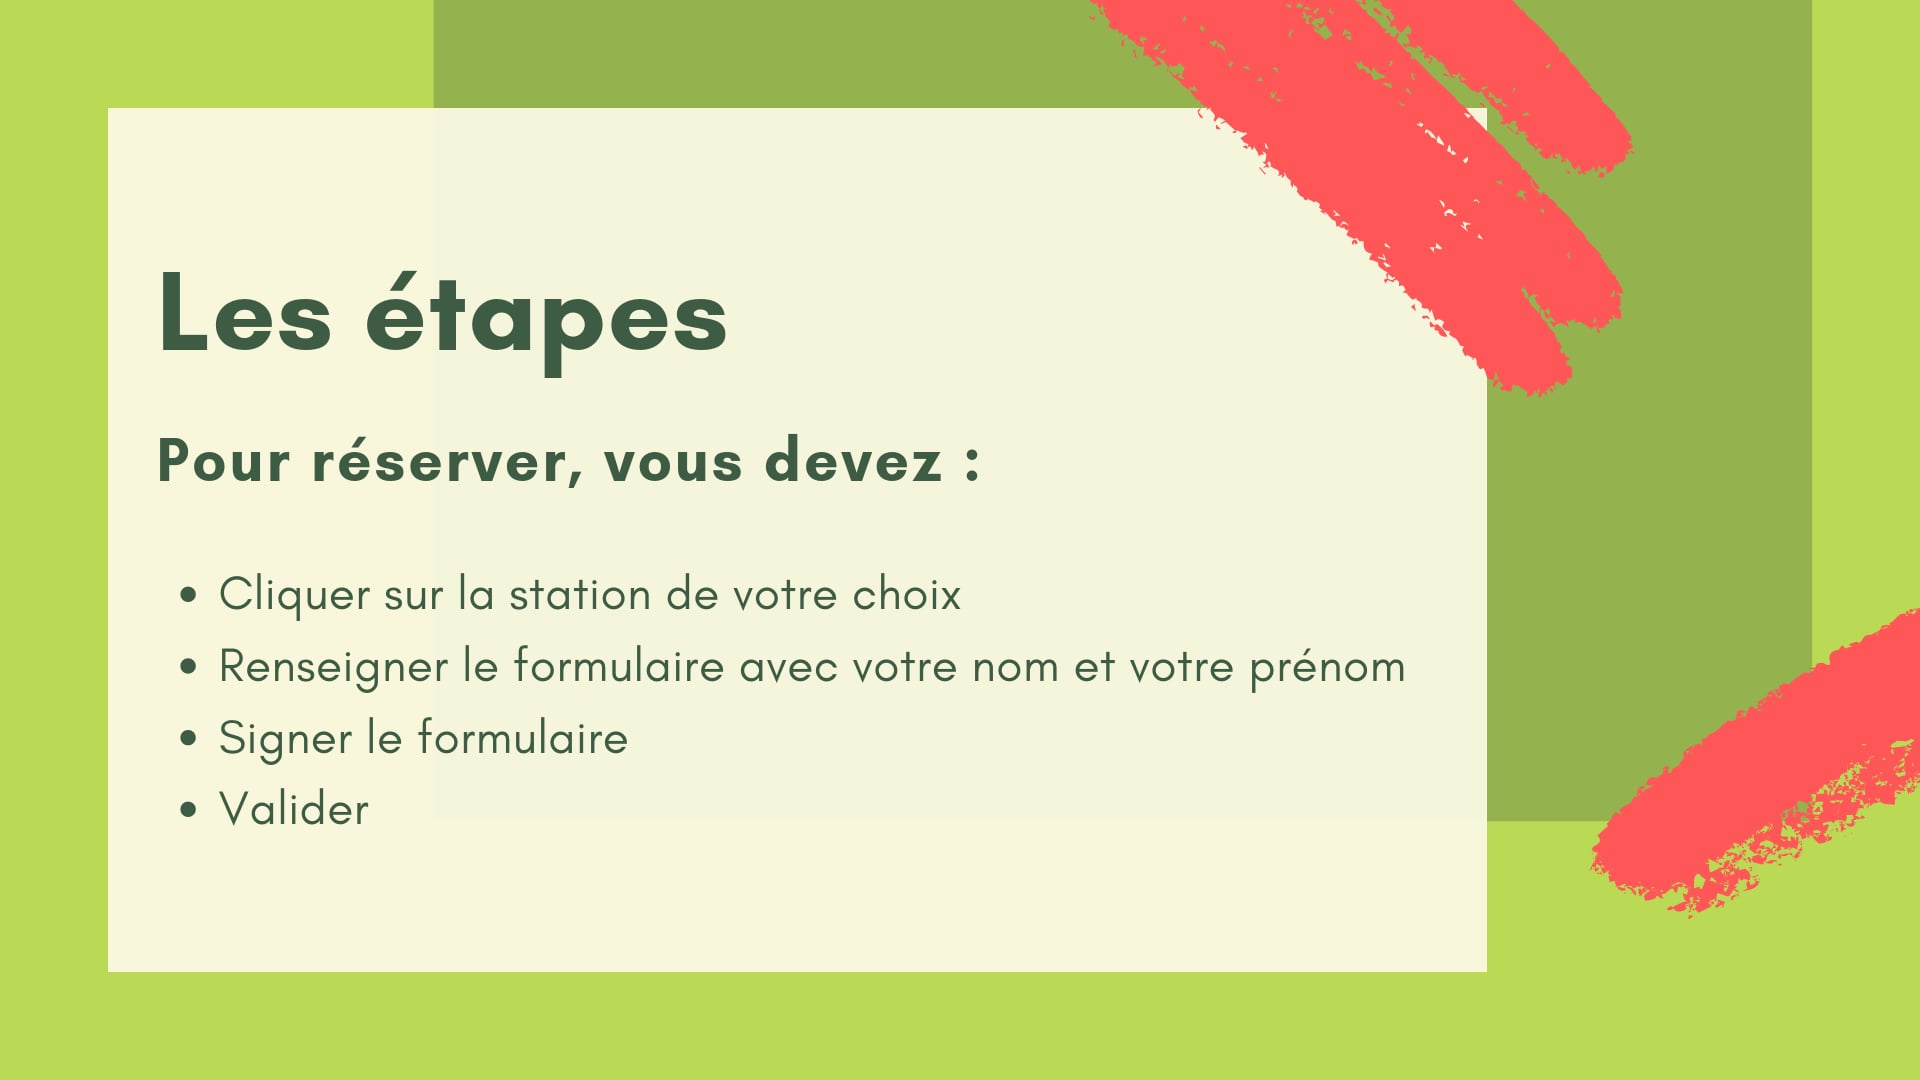 Les étapes
Pour réserver, vous devez :
• Cliquer sur la station de votre choix
• Renseigner le formulaire avec votre nom et votre prénom
• Signer le formulaire
• Valider